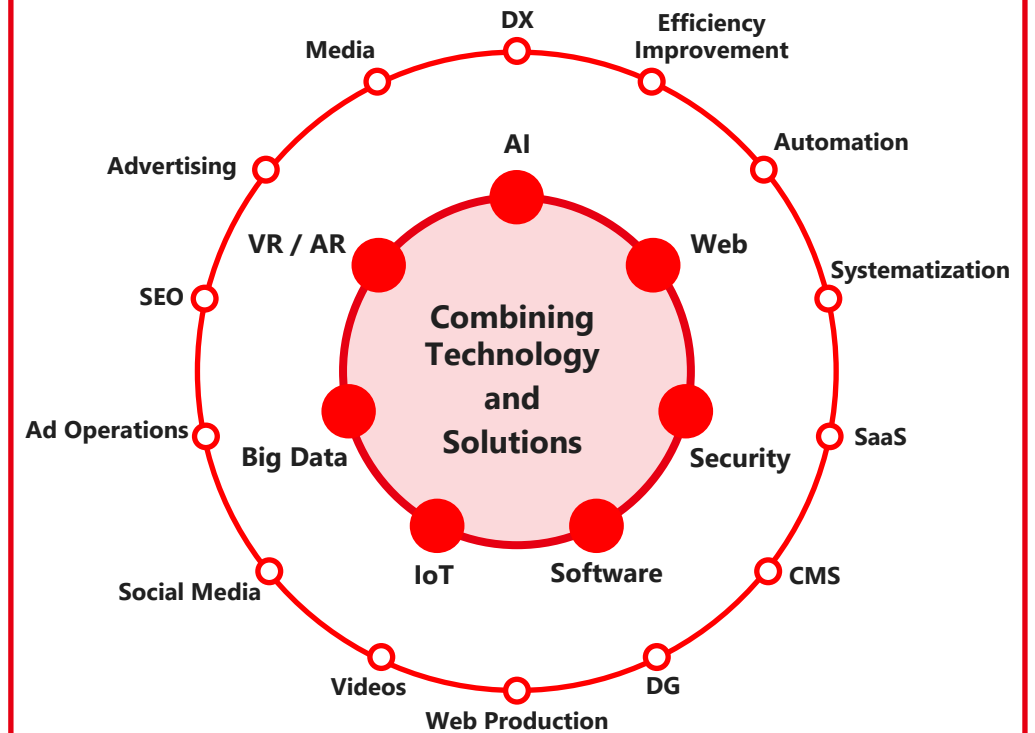 DX
Efficiency
Improvement
Media
Automation
Advertising
AI
VR / AR
Web
Systematization
SEO
Combining
Technology
and
Solutions
Ad Operations
SaaS
Big Data
Security
IoT
Software
CMS
Social Media
Videos
DG
Web Production